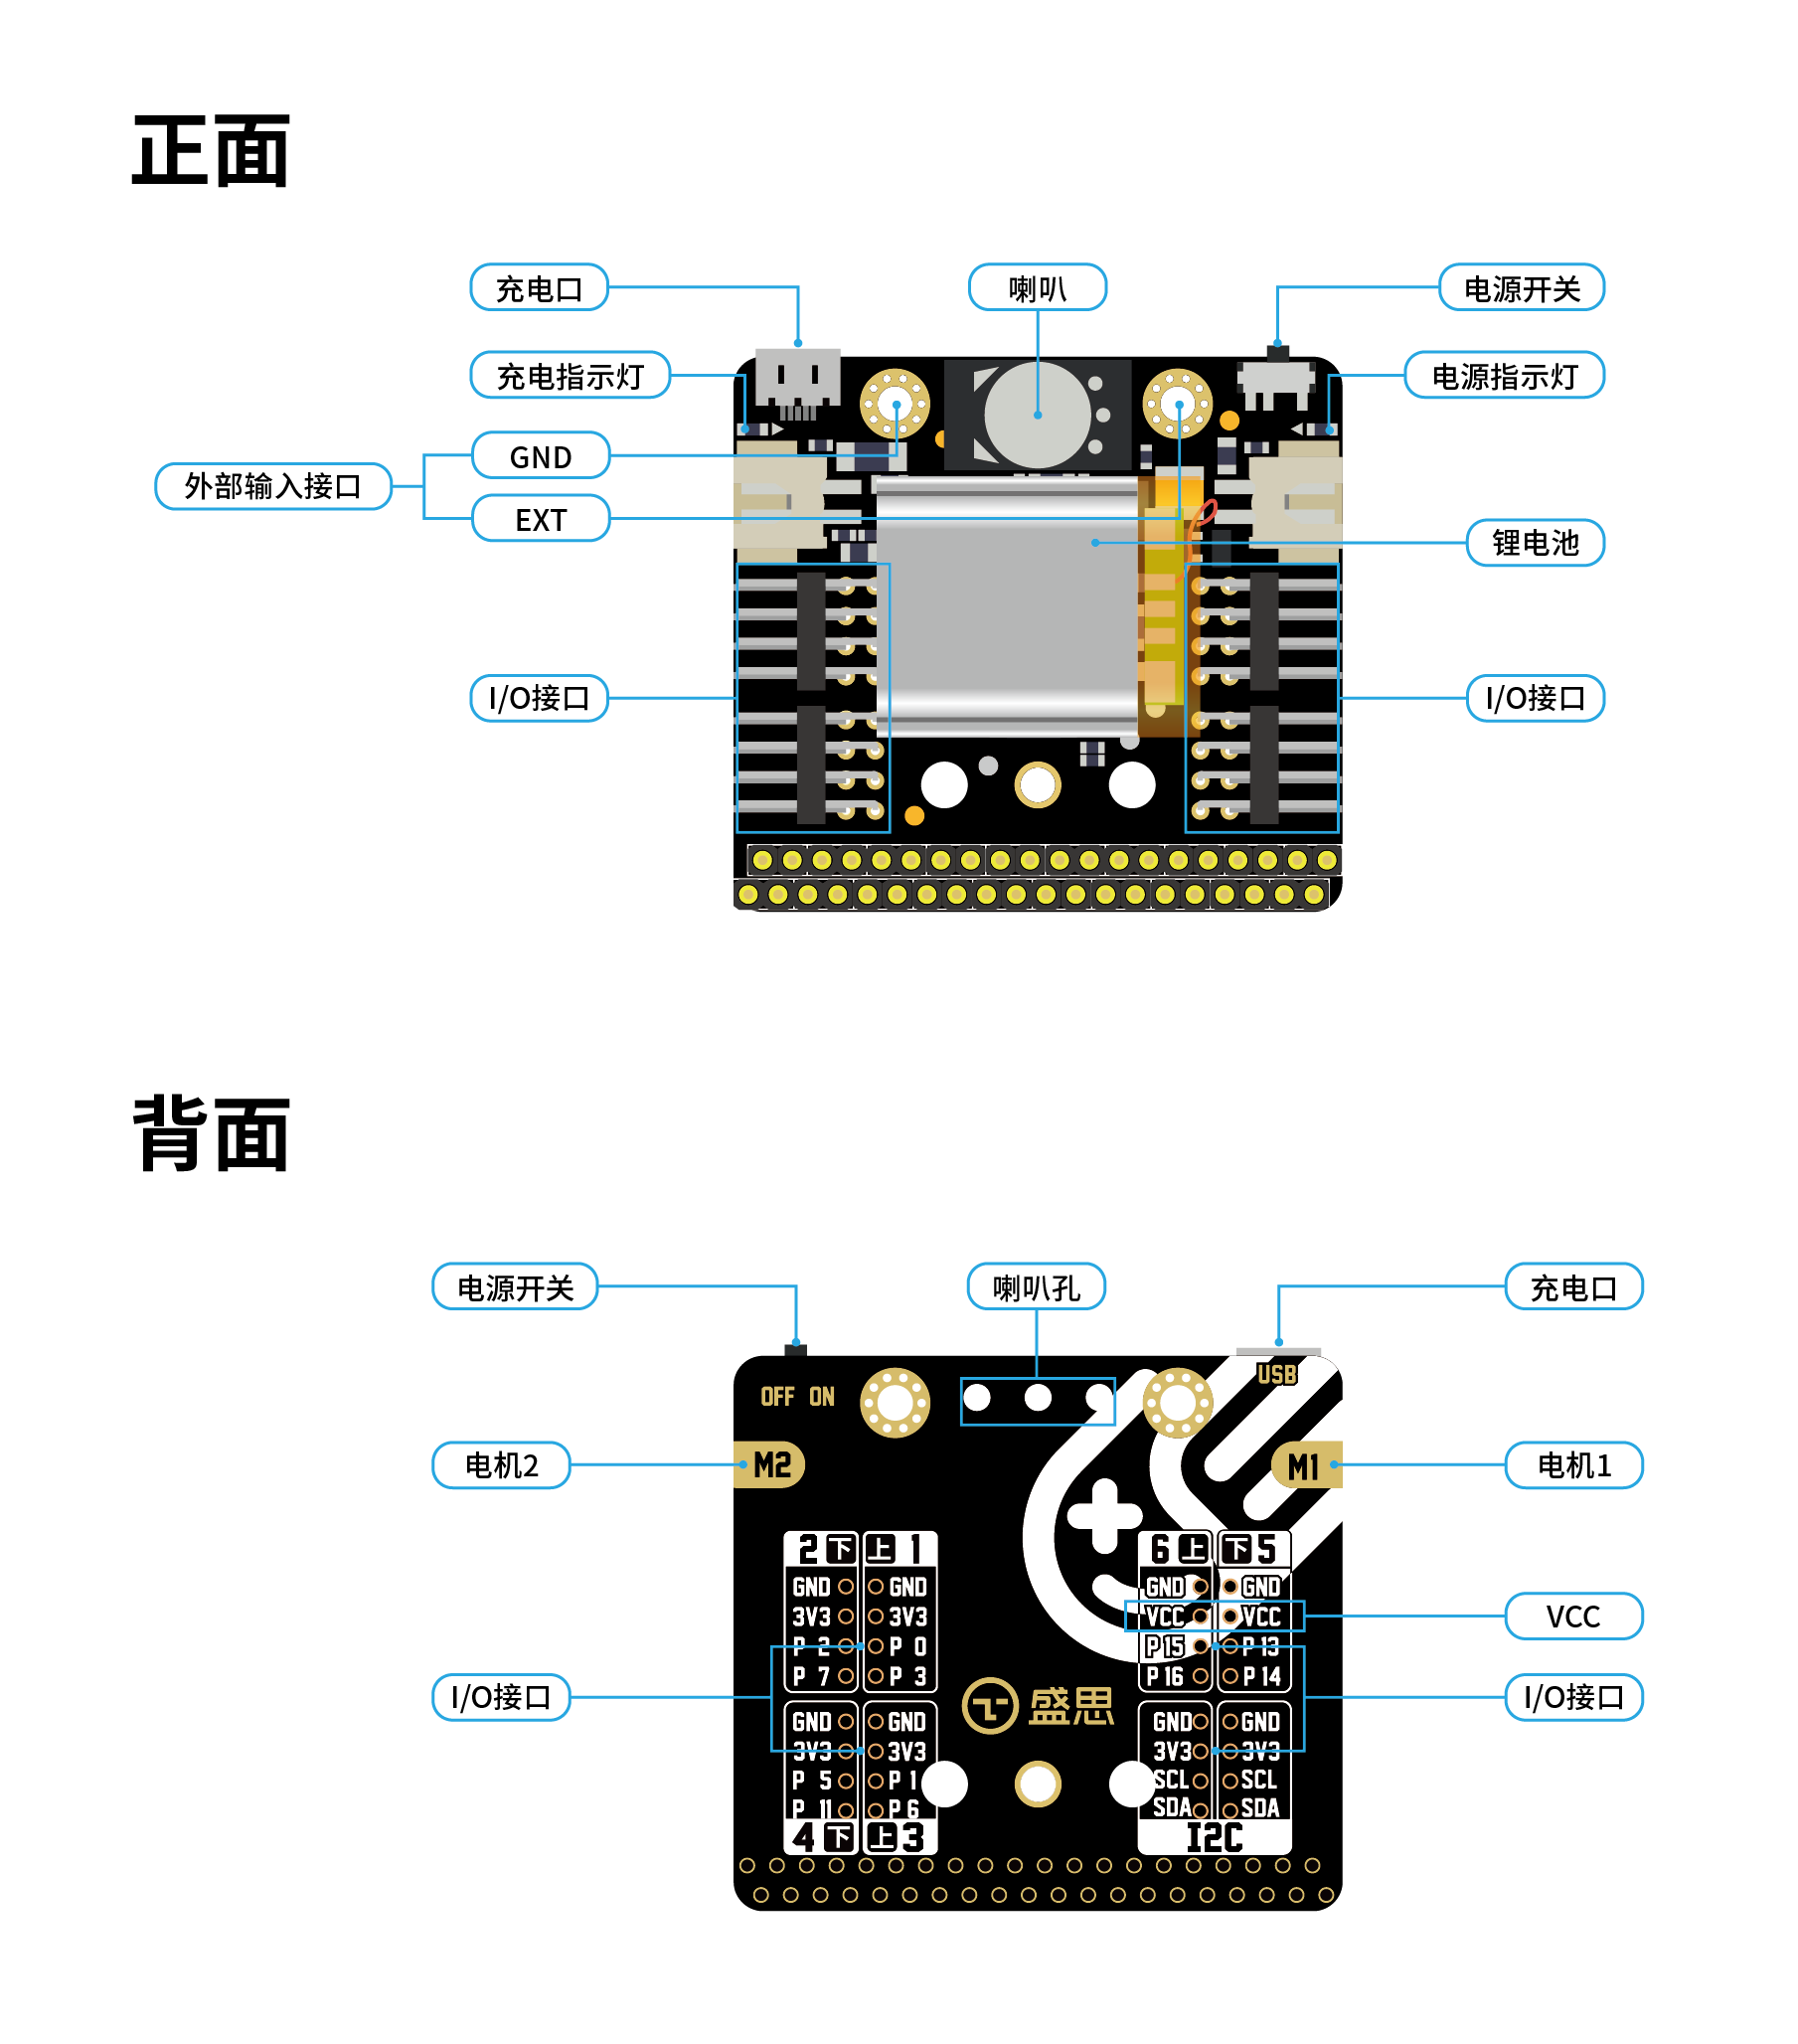 正面
充电口
喇叭
电源开关
充电指示灯
电源指示灯
GND
外部输入接口
EXT
锂电池
I/O接口
I/O接口
背面
电源开关
喇叭孔
充电口
USB
OFF ON
电机2
M2
M1
电机1
2 下 上 1
6 上 下 5
GND GND
GND GND
3V3 3V3
VCC VCC
VCC
P 2 P 0
P 15 P 13
P 7 P 3
P 16 P 14
I/O接口
I/O接口
盛思
GND GND
GND GND
3V3 3V3
3V3 3V3
P 5 P 1
SCL SCL
P 11 P 6
SDA SDA
4 下 上 3
I2C